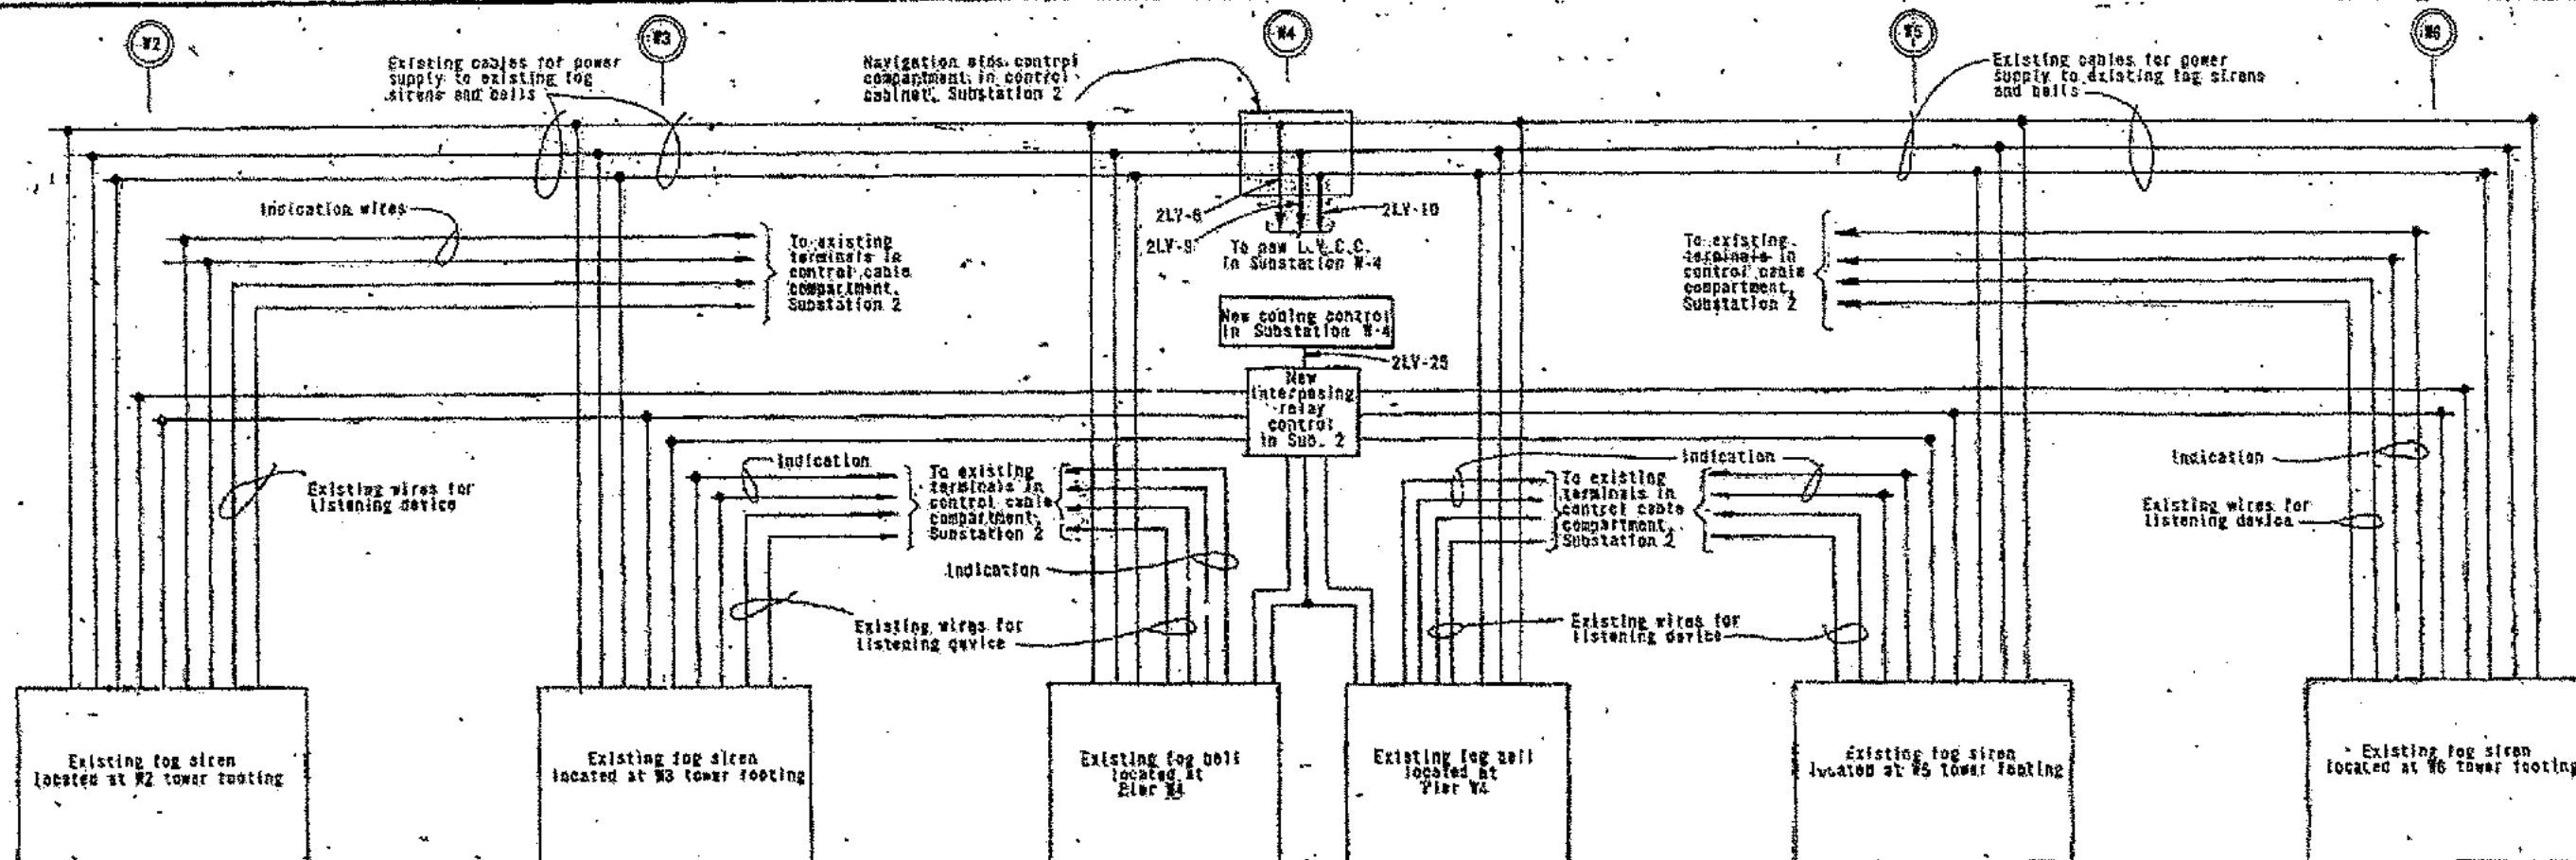 W2
W3
W4
W5
W6
Existing cables for power
supply to existing fog
sirens and bells
Navigation aids control
compartment in control
cabinet, Substation 2
Existing cables for power
supply to existing fog sirens
and bells
Indication wires
To existing
terminals in
control cable
compartment,
Substation 2
2LV-8
2LV-9
2LV-10
To new L.V.C.C.
in Substation W-4
To existing
terminals in
control cable
compartment,
Substation 2
New coding control
in Substation W-4
2LV-25
New
interposing
relay
control
in Sub. 2
Existing wires for
listening device
Indication
To existing
terminals in
control cable
compartment,
Substation 2
Indication
To existing
terminals in
control cable
compartment,
Substation 2
Indication
Indication
Existing wires for
listening device
Existing wires for
listening device
Existing wires for
listening device
Existing fog siren
located at W2 tower footing
Existing fog siren
located at W3 tower footing
Existing fog bell
located at
Pier W4
Existing fog bell
located at
Pier W4
Existing fog siren
located at W5 tower footing
Existing fog siren
located at W6 tower footing